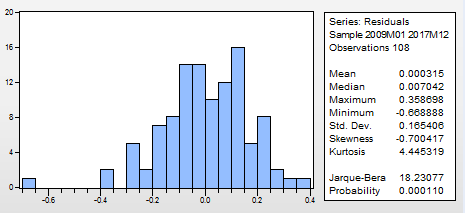 20
16
12
8
4
0
-0.6 -0.4 -0.2 0.0 0.2 0.4
Series: Residuals
Sample 2009M01 2017M12
Observations 108
Mean 0.000315
Median 0.007042
Maximum 0.358698
Minimum -0.668888
Std. Dev. 0.165406
Skewness -0.700417
Kurtosis 4.445319
Jarque-Bera 18.23077
Probability 0.000110